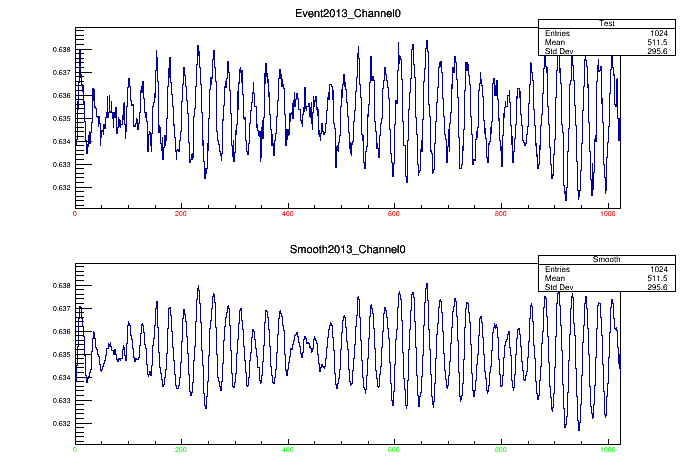 Event2013_Channel0
Test
Entries 1024
Mean 511.5
Std Dev 295.6
0.638
0.637
0.636
0.635
0.634
0.633
0.632
0 200 400 600 800 1000
Smooth2013_Channel0
Smooth
Entries 1024
Mean 511.5
Std Dev 295.6
0.638
0.637
0.636
0.635
0.634
0.633
0.632
0 200 400 600 800 1000